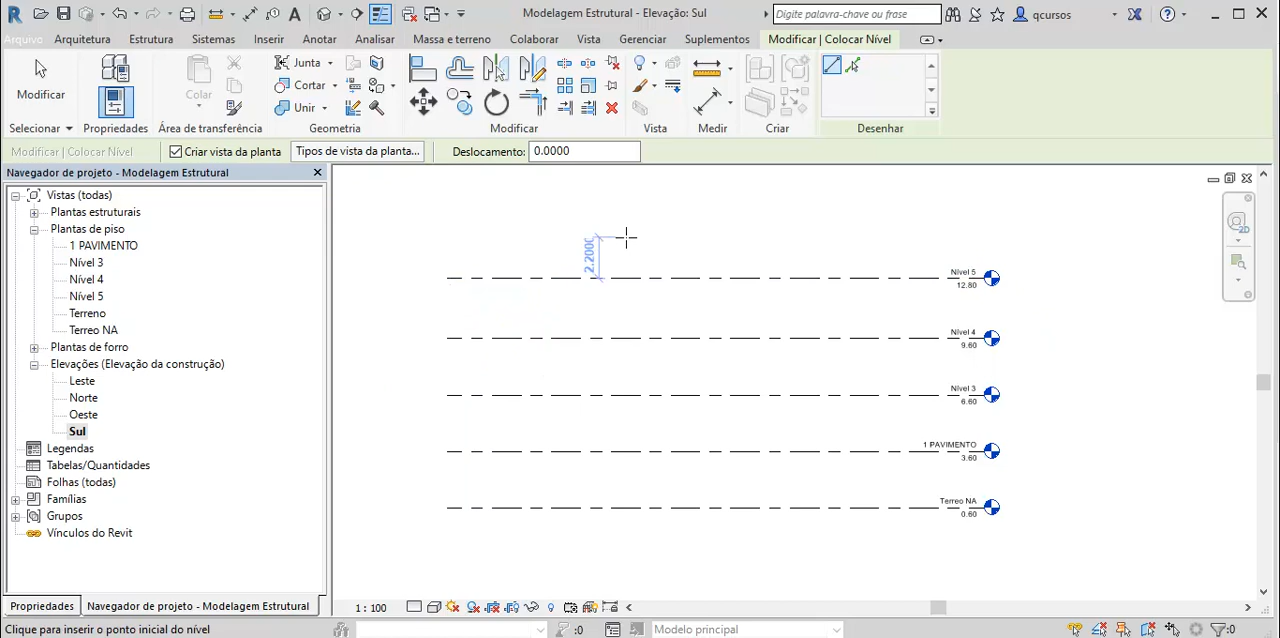 Modelagem Estrutural - Elevação: Sul
Digite palavra-chave ou frase
qcursos
Arquivo
Arquitetura
Estrutura
Sistemas
Inserir
Anotar
Analisar
Massa e terreno
Colaborar
Vista
Gerenciar
Suplementos
Modificar | Colocar Nível
Modificar
Colar
Junta
Cortar
Unir
Selecionar
Propriedades
Área de transferência
Geometria
Modificar
Vista
Medir
Criar
Desenhar
Modificar | Colocar Nível
Criar vista da planta
Tipos de vista da planta...
Deslocamento:
0.0000
Navegador de projeto - Modelagem Estrutural
Vistas (todas)
Plantas estruturais
Plantas de piso
1 PAVIMENTO
Nível 3
Nível 4
Nível 5
Terreno
Terreo NA
Plantas de forro
Elevações (Elevação da construção)
Leste
Norte
Oeste
Sul
Legendas
Tabelas/Quantidades
Folhas (todas)
Famílias
Grupos
Vínculos do Revit
2D
2.2000
Nível 5
12.80
Nível 4
9.60
Nível 3
6.60
1 PAVIMENTO
3.60
Terreo NA
0.60
Propriedades
Navegador de projeto - Modelagem Estrutural
1 : 100
Clique para inserir o ponto inicial do nível
:0
Modelo principal
:0